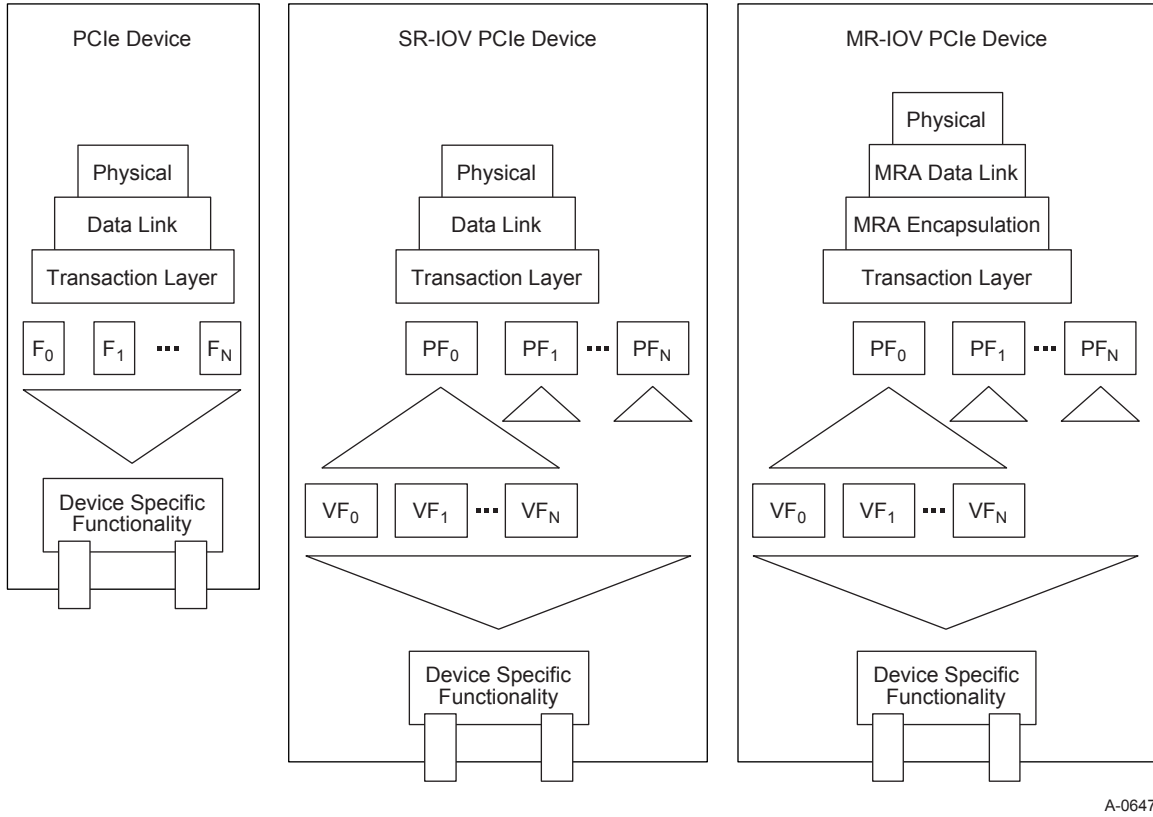 PCIe Device
Physical
Data Link
Transaction Layer
F0
F1
...
FN
Device Specific
Functionality
SR-IOV PCIe Device
Physical
Data Link
Transaction Layer
PF0
PF1
...
PFN
VF0
VF1
...
VFN
Device Specific
Functionality
MR-IOV PCIe Device
Physical
MRA Data Link
MRA Encapsulation
Transaction Layer
PF0
PF1
...
PFN
VF0
VF1
...
VFN
Device Specific
Functionality
A-0647